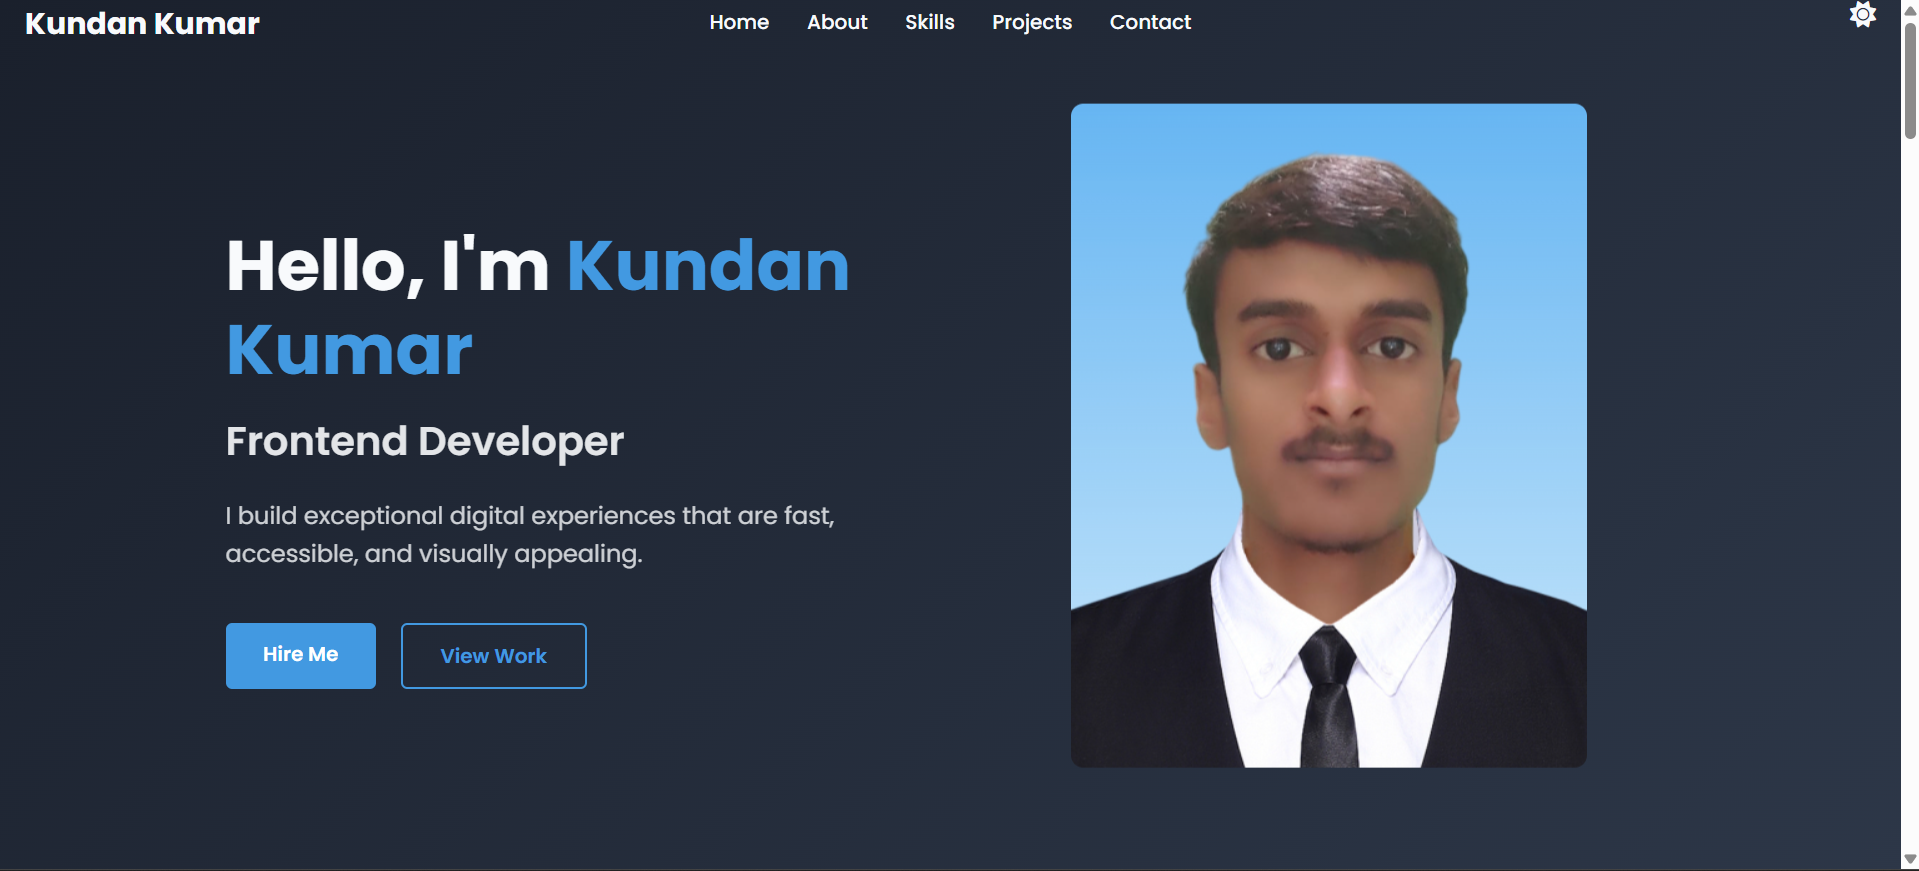 Kundan Kumar
Home
About
Skills
Projects
Contact
Hello, I'm Kundan
Kumar
Frontend Developer
I build exceptional digital experiences that are fast,
accessible, and visually appealing.
Hire Me
View Work